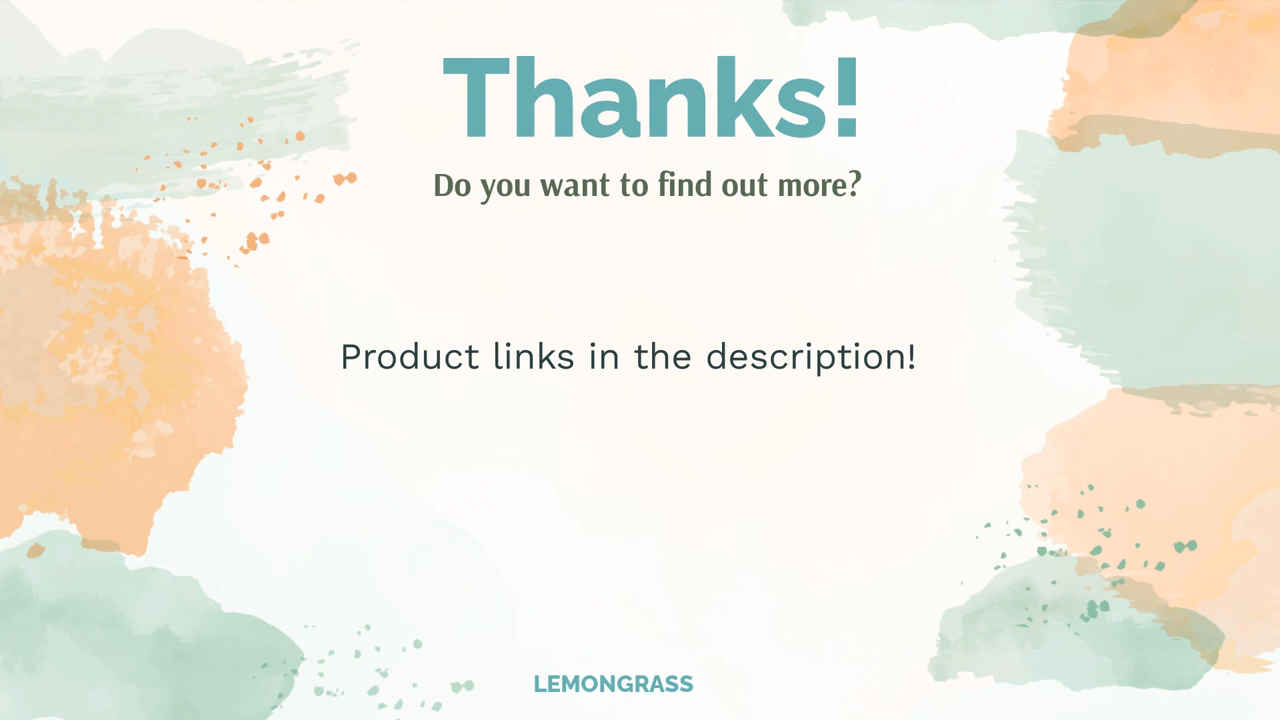 Thanks!
Do you want to find out more?
Product links in the description!
LEMONGRASS